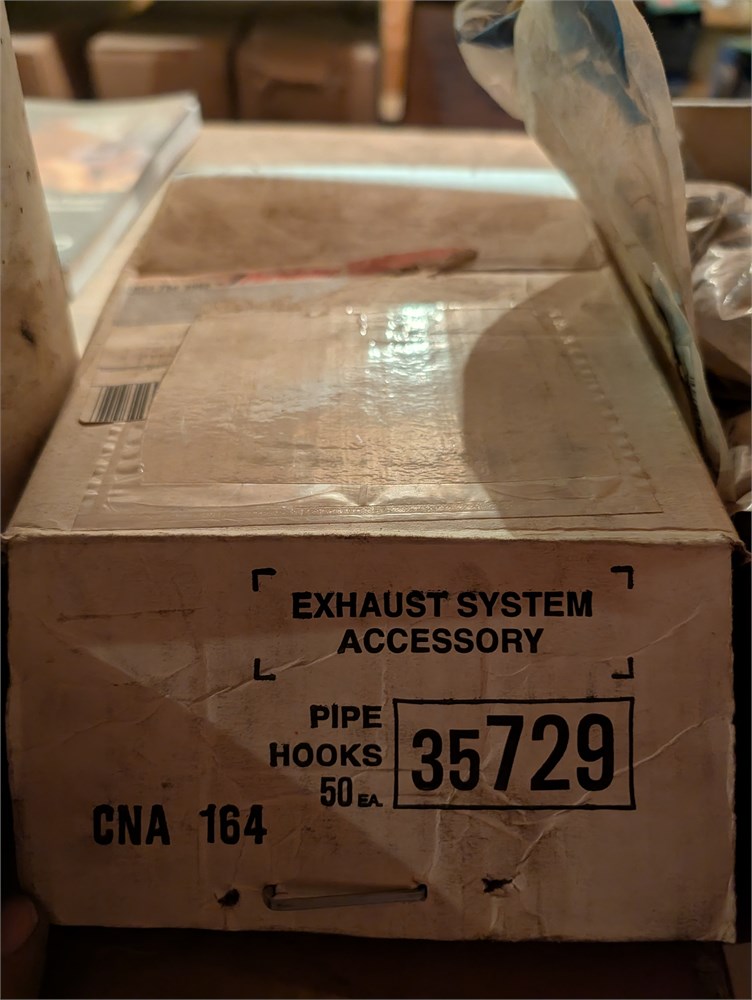 EXHAUST SYSTEM
ACCESSORY
PIPE
HOOKS
50 EA.
35729
CNA 164